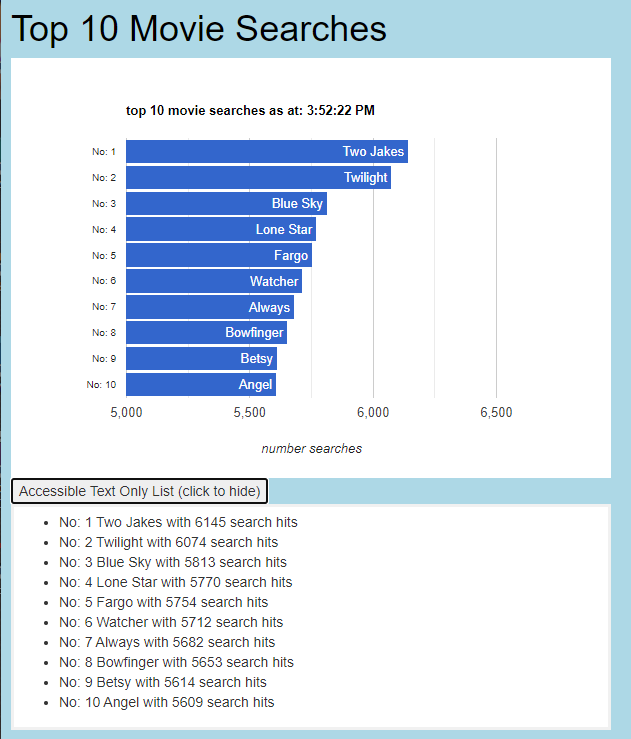 Top 10 Movie Searches
top 10 movie searches as at: 3:52:22 PM
No: 1 Two Jakes
No: 2 Twilight
No: 3 Blue Sky
No: 4 Lone Star
No: 5 Fargo
No: 6 Watcher
No: 7 Always
No: 8 Bowfinger
No: 9 Betsy
No: 10 Angel
5,000 5,500 6,000 6,500
number searches
Accessible Text Only List (click to hide)
• No: 1 Two Jakes with 6145 search hits
• No: 2 Twilight with 6074 search hits
• No: 3 Blue Sky with 5813 search hits
• No: 4 Lone Star with 5770 search hits
• No: 5 Fargo with 5754 search hits
• No: 6 Watcher with 5712 search hits
• No: 7 Always with 5682 search hits
• No: 8 Bowfinger with 5653 search hits
• No: 9 Betsy with 5614 search hits
• No: 10 Angel with 5609 search hits